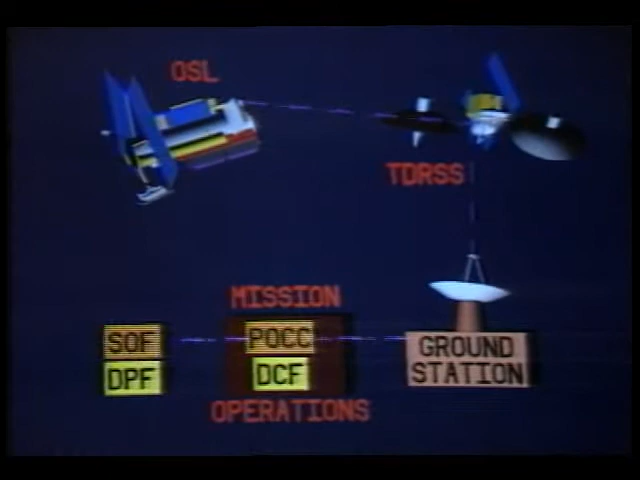 OSL
TDRSS
MISSION
SOF
POCC
GROUND
DPF
DCF
STATION
OPERATIONS